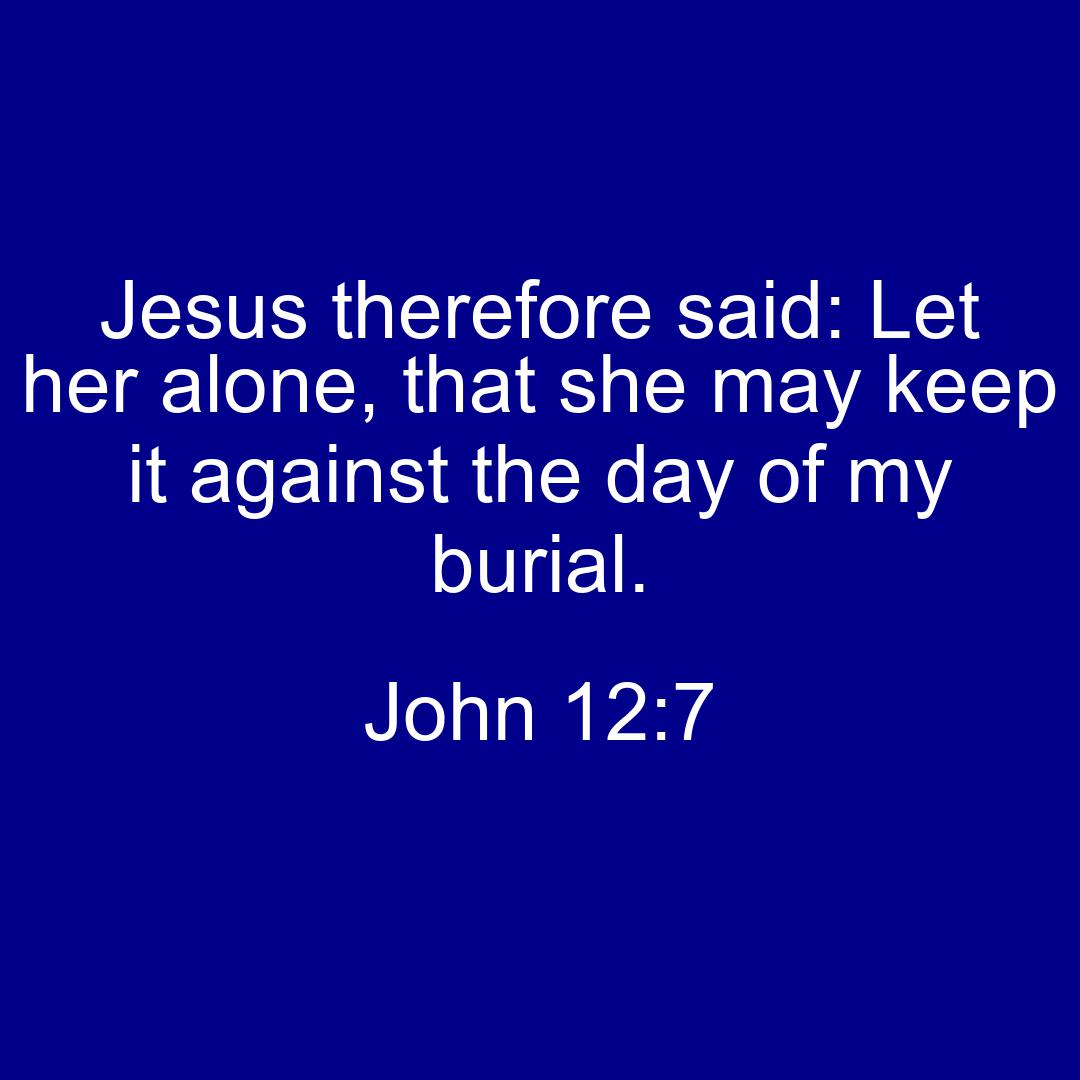 Jesus therefore said: Let
her alone, that she may keep
it against the day of my
burial.
John 12:7